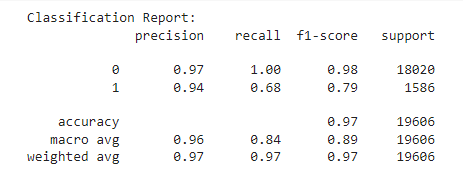 Classification Report:
precision recall f1-score support
0 0.97 1.00 0.98 18020
1 0.94 0.68 0.79 1586
accuracy 0.97 19606
macro avg 0.96 0.84 0.89 19606
weighted avg 0.97 0.97 0.97 19606